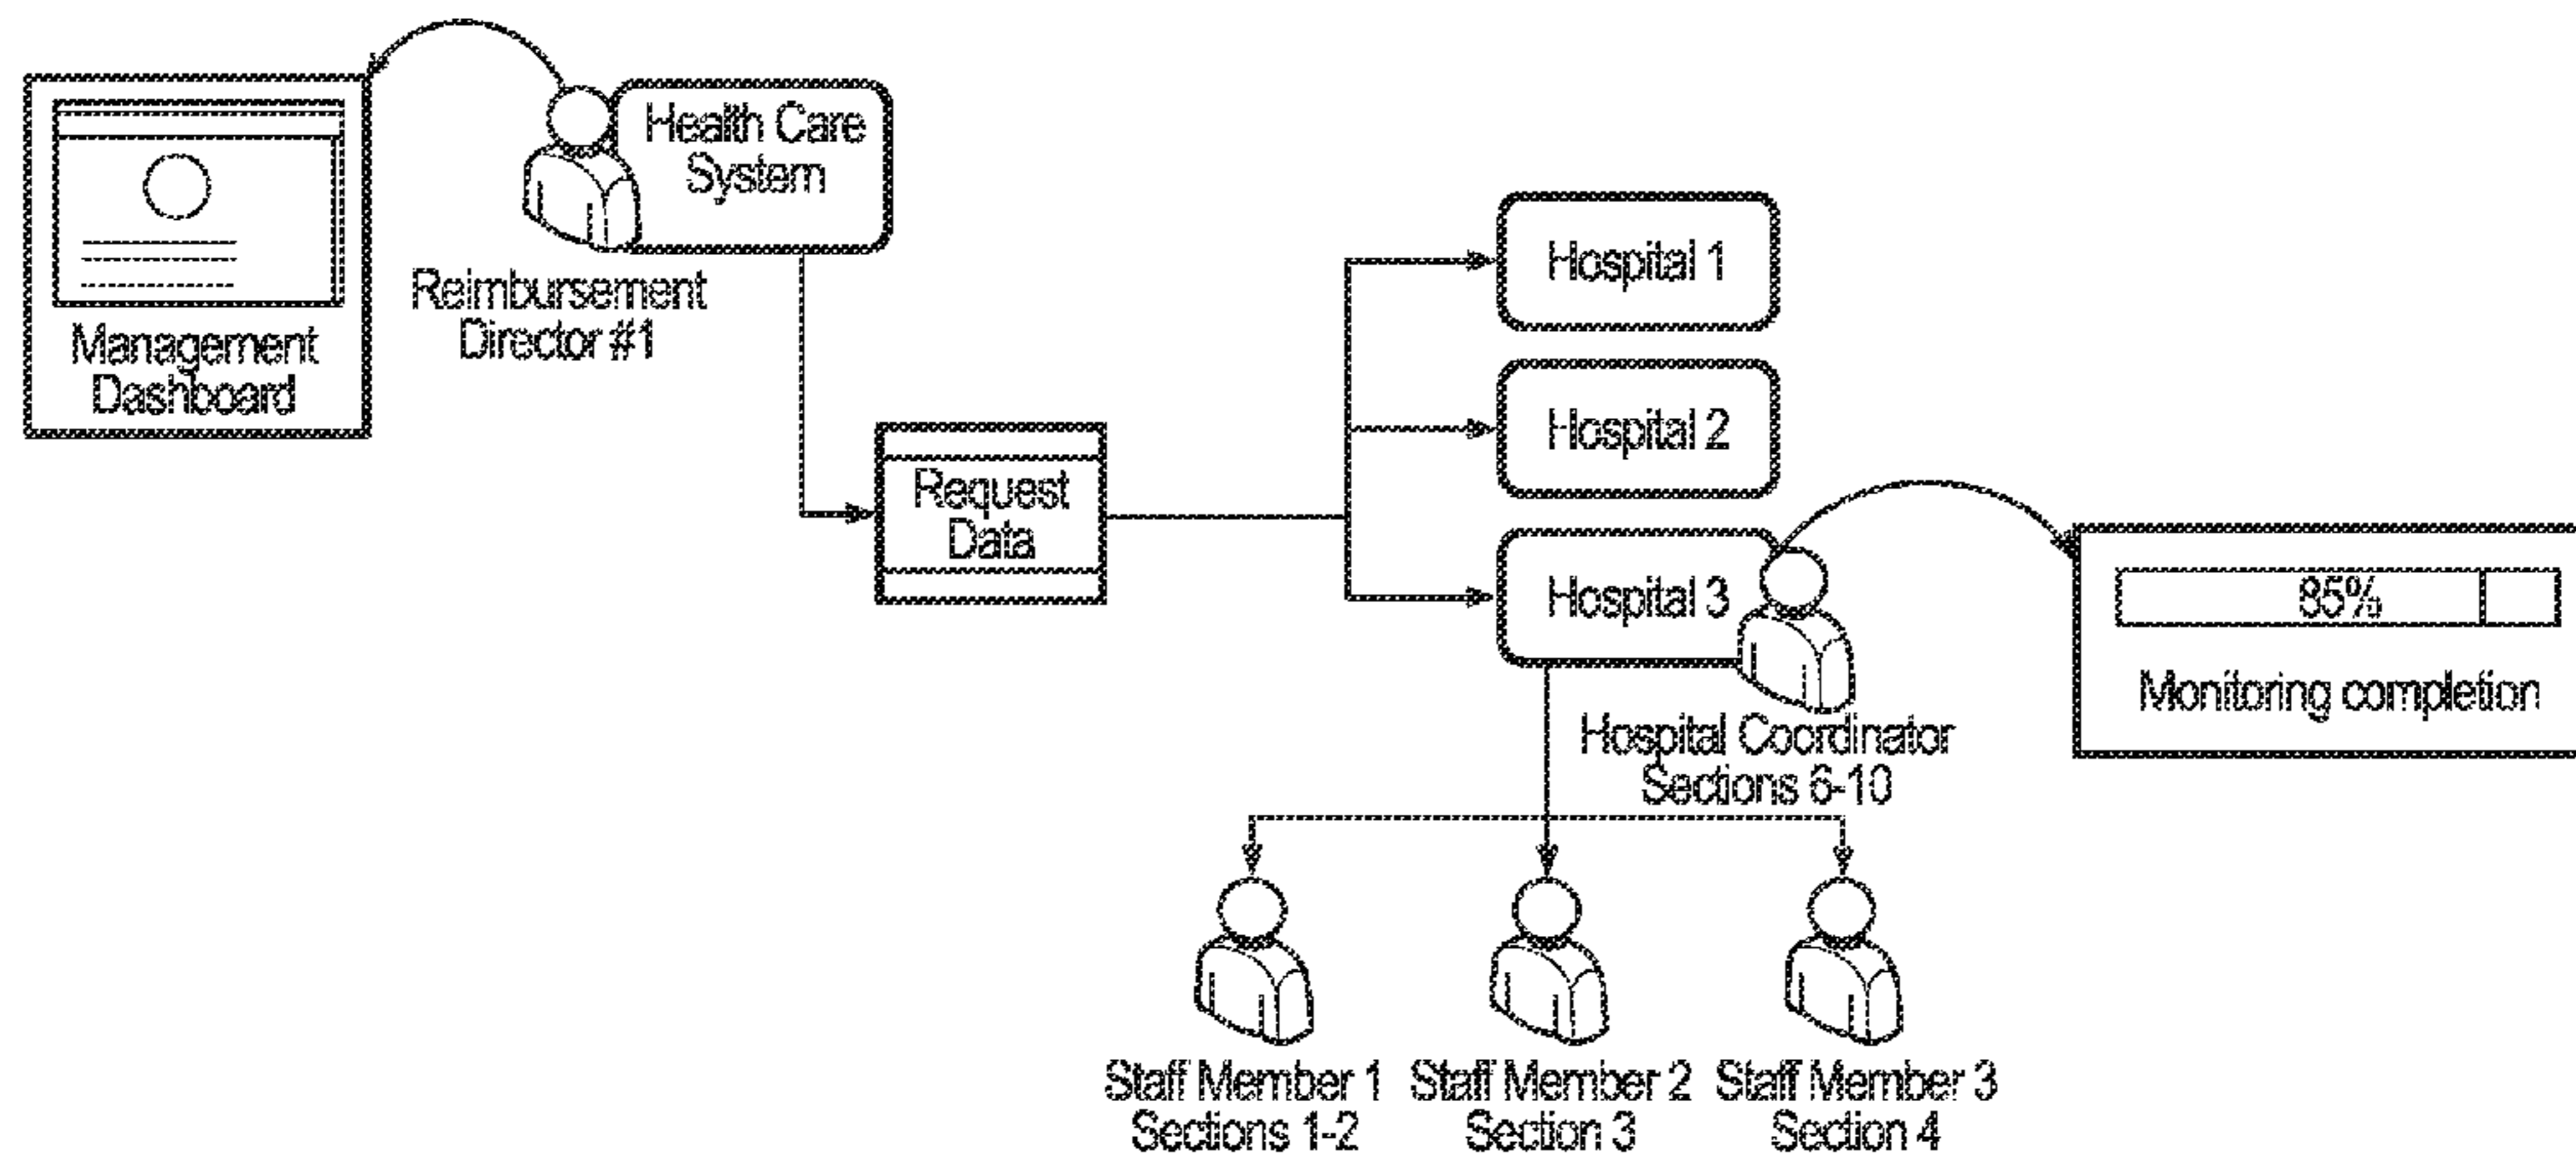 Health Care
System
Management
Dashboard
Reimbursement
Director #1
Request
Data
Hospital 1
Hospital 2
Hospital 3
85%
Monitoring completion
Hospital Coordinator
Sections 6-10
Staff Member 1
Sections 1-2
Staff Member 2
Section 3
Staff Member 3
Section 4